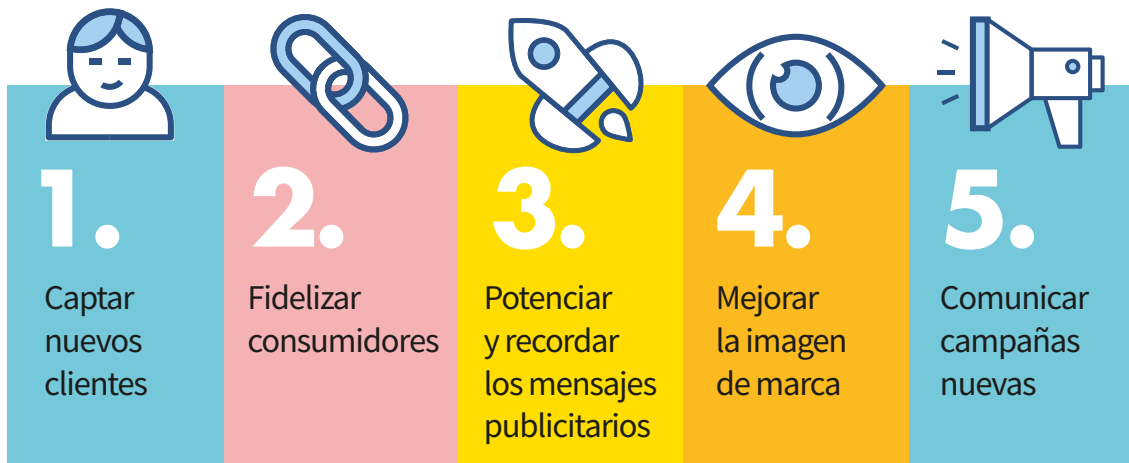 1.
Captar
nuevos
clientes
2.
Fidelizar
consumidores
3.
Potenciar
y recordar
los mensajes
publicitarios
4.
Mejorar
la imagen
de marca
5.
Comunicar
campañas
nuevas